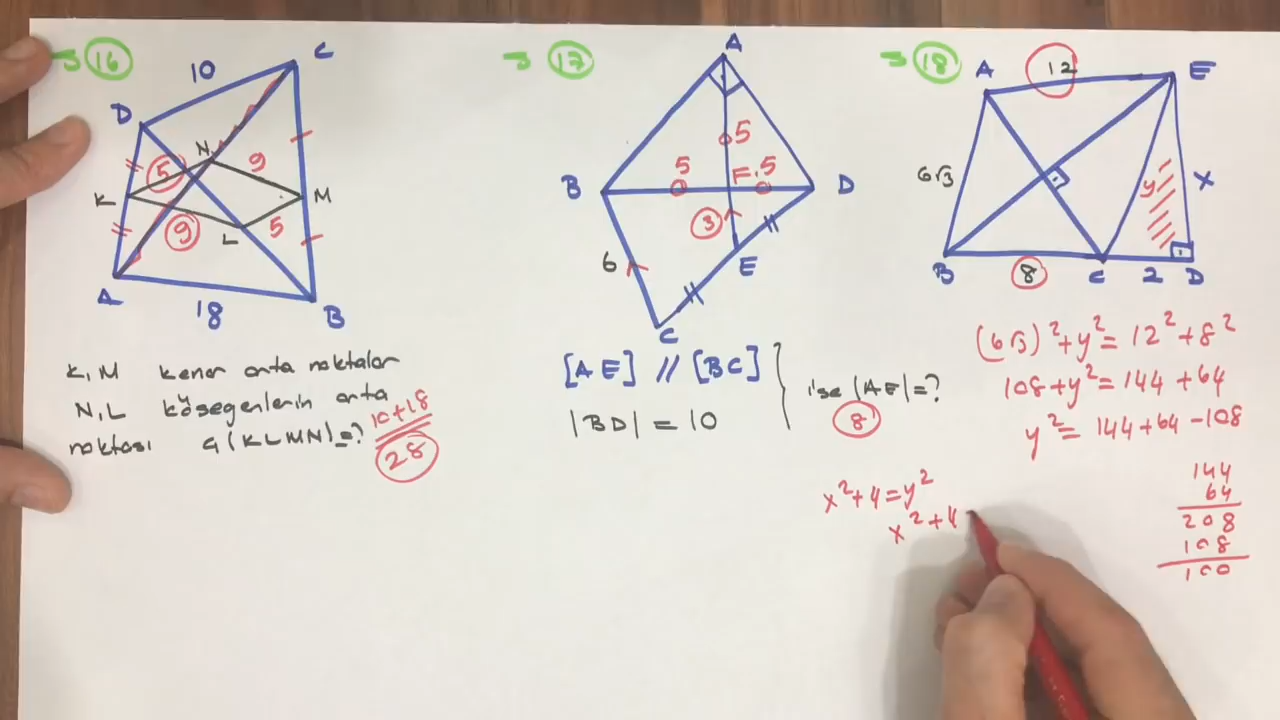 16
10
C
D
N
5
9
K
M
9
L
5
A
18
B
K, M kenar orta noktaları
N, L köşegenlerin orta
noktası Ç(KLMN)=?
10+18
28
17
A
5
5
F
5
B
D
3
6
E
C
[AE] // [BC]
|BD| = 10
ise |AE|=?
8
18
A
12
E
6√3
y
x
B
8
C
2
D
(6√3)²+y²=12²+8²
108+y²=144+64
y²=144+64-108
144
64
208
108
100
x²+4=y²
x²+4